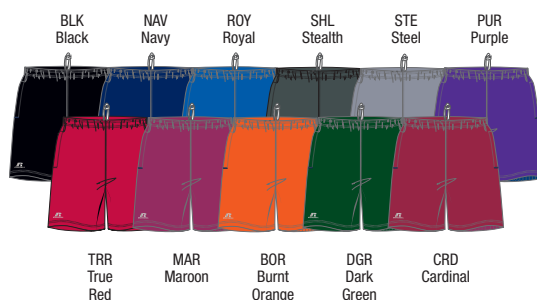 BLK
Black
NAV
Navy
ROY
Royal
SHL
Stealth
STE
Steel
PUR
Purple
TRR
True
Red
MAR
Maroon
BOR
Burnt
Orange
DGR
Dark
Green
CRD
Cardinal